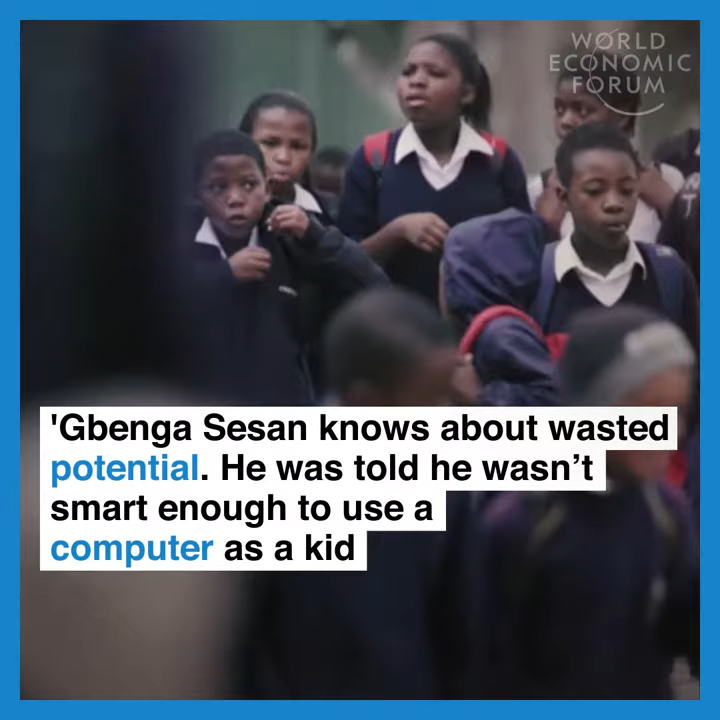 WORLD
ECONOMIC
FORUM
'Gbenga Sesan knows about wasted
potential. He was told he wasn’t
smart enough to use a
computer as a kid